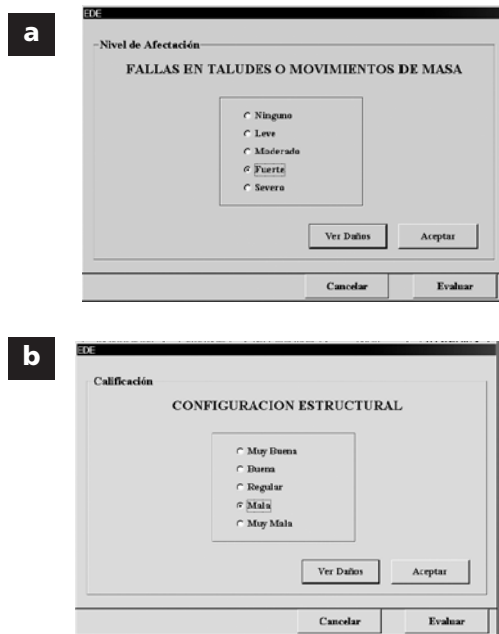 a
EDE
Nivel de Afectación
FALLAS EN TALUDES O MOVIMIENTOS DE MASA
Ninguno
Leve
Moderado
Fuerte
Severo
Ver Daños Aceptar
Cancelar Evaluar
b
EDE
Calificación
CONFIGURACION ESTRUCTURAL
Muy Buena
Buena
Regular
Mala
Muy Mala
Ver Daños Aceptar
Cancelar Evaluar